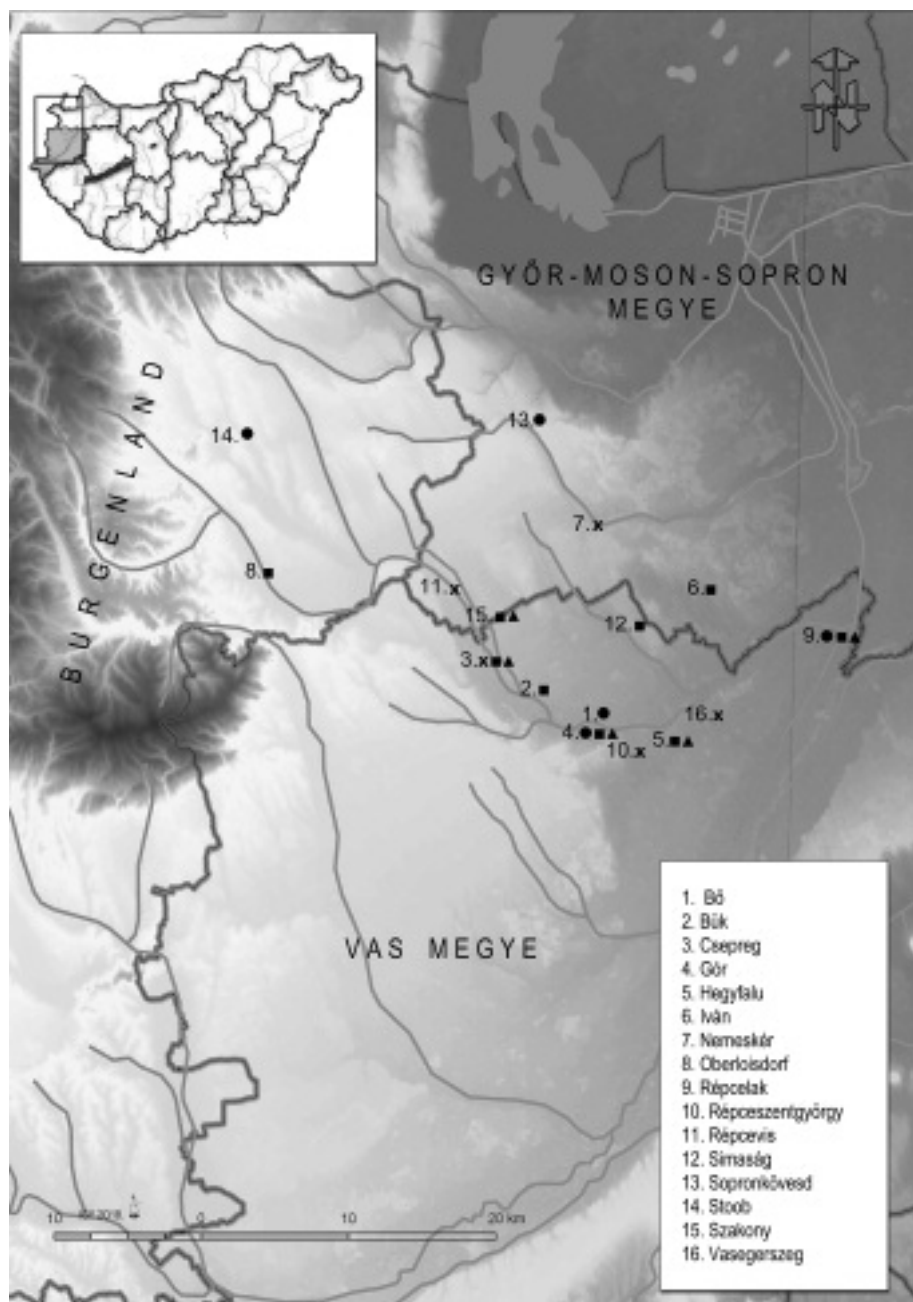 GYŐR-MOSON-SOPRON
MEGYE
BURGENLAND
14.
13.
7.
8.
11.
6.
15.
12.
9.
3.
2.
1.
16.
4.
10.
5.
VAS MEGYE
1. Bő
2. Bük
3. Csepreg
4. Gór
5. Hegyfalu
6. Iván
7. Nemeskér
8. Oberloisdorf
9. Répcelak
10. Répceszentgyörgy
11. Répcevis
12. Simaság
13. Sopronkövesd
14. Stoob
15. Szakony
16. Vasegerszeg
10 0 10 20 km